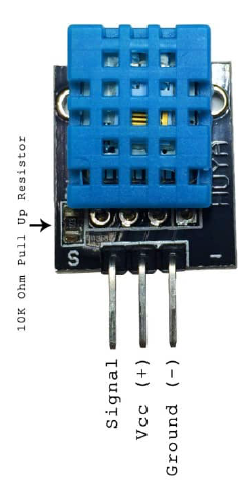 10K Ohm Pull Up Resistor
HUYA
S
-
Signal
Vcc (+)
Ground (-)